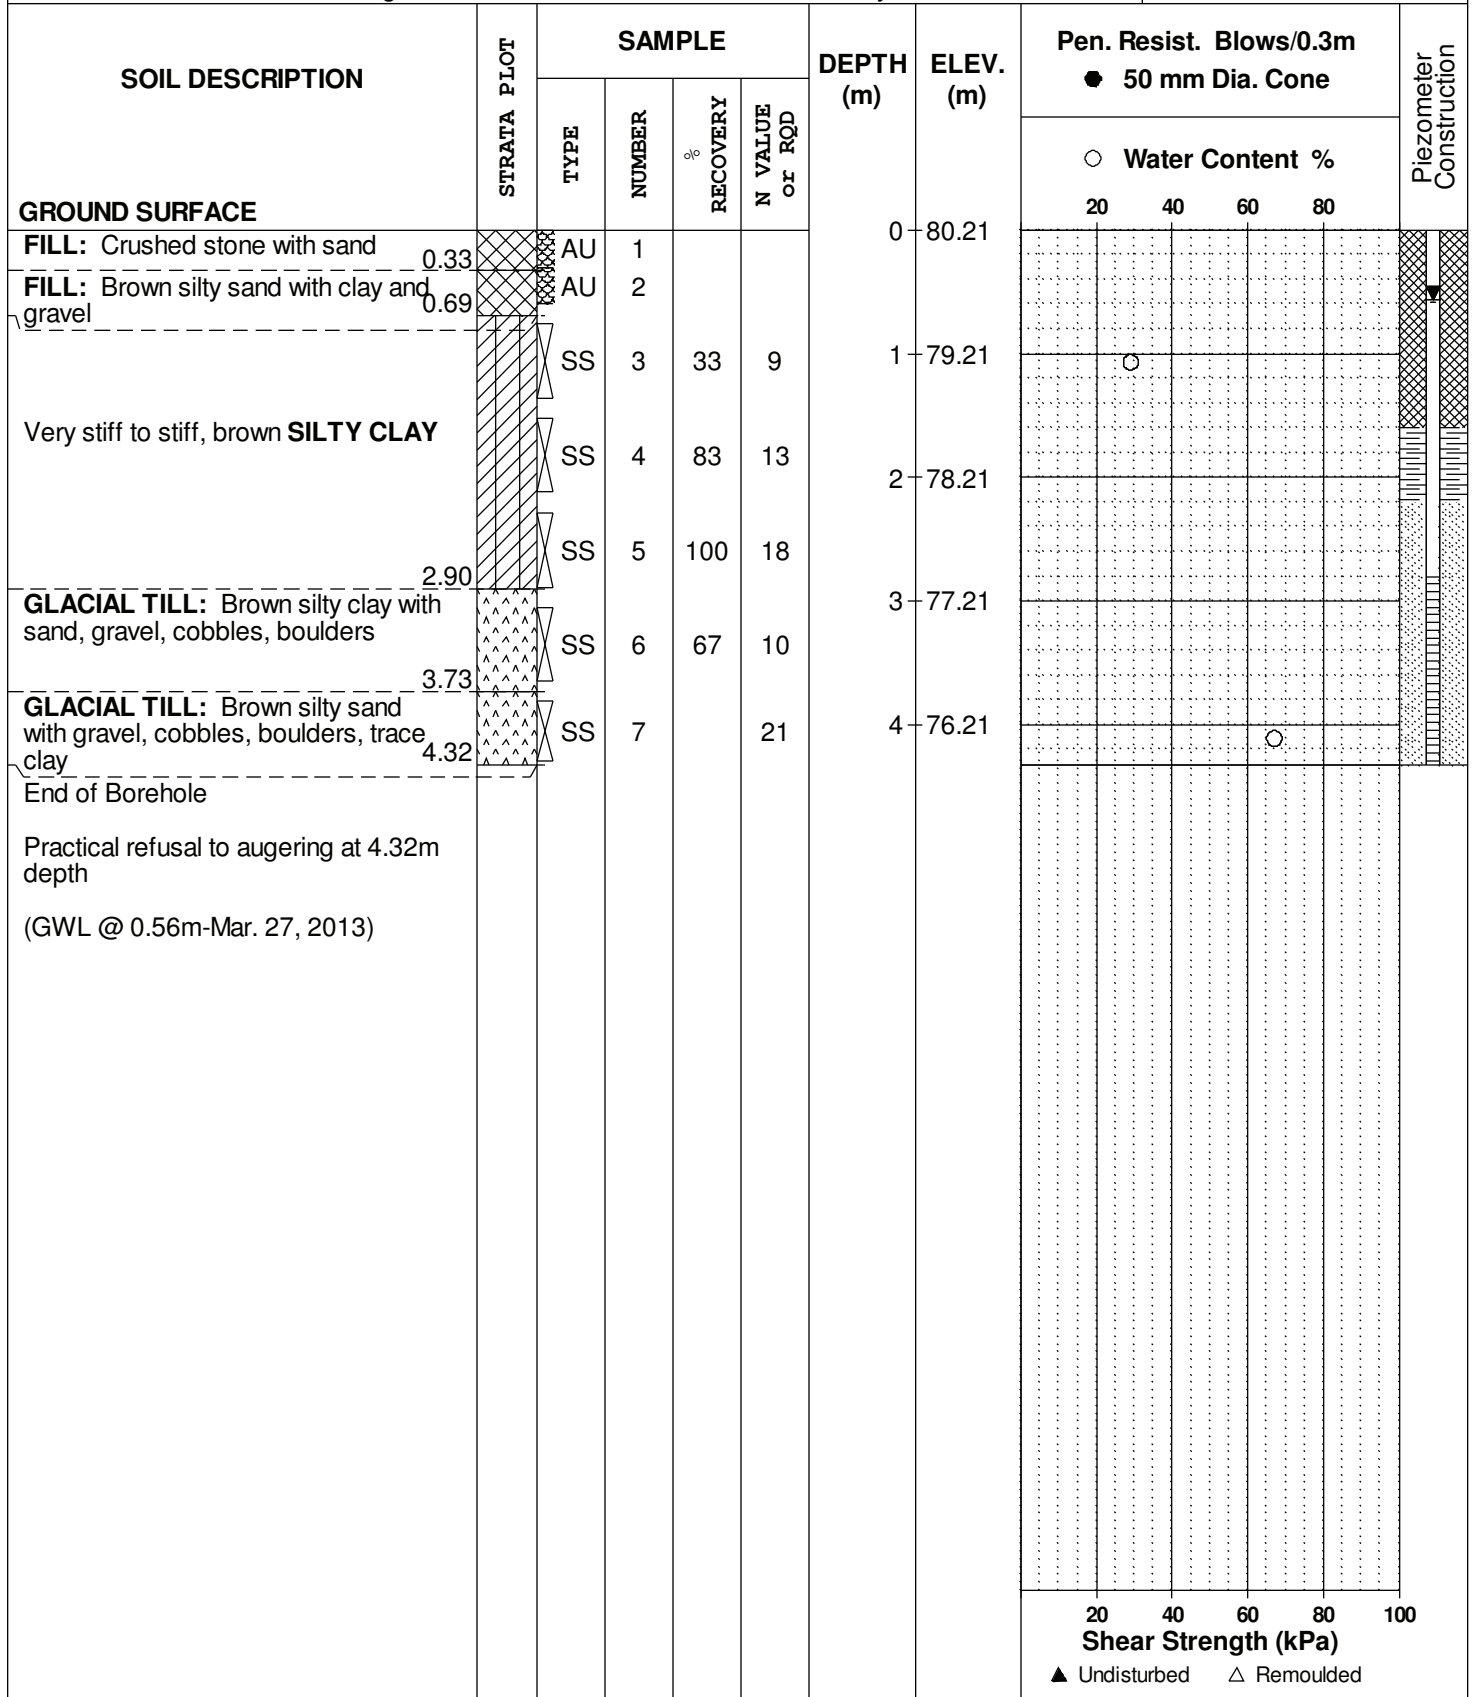 SOIL DESCRIPTION
STRATA PLOT
SAMPLE
TYPE
NUMBER
% RECOVERY
N VALUE or RQD
DEPTH (m)
ELEV. (m)
Pen. Resist. Blows/0.3m
● 50 mm Dia. Cone
○ Water Content %
20 40 60 80
Piezometer Construction
GROUND SURFACE
0 80.21
FILL: Crushed stone with sand
0.33
AU 1
FILL: Brown silty sand with clay and
gravel
0.69
AU 2
SS 3 33 9
1 79.21
Very stiff to stiff, brown SILTY CLAY
SS 4 83 13
2 78.21
SS 5 100 18
2.90
GLACIAL TILL: Brown silty clay with
sand, gravel, cobbles, boulders
3 77.21
SS 6 67 10
3.73
GLACIAL TILL: Brown silty sand
with gravel, cobbles, boulders, trace
clay
4.32
SS 7 21
4 76.21
End of Borehole
Practical refusal to augering at 4.32m
depth
(GWL @ 0.56m-Mar. 27, 2013)
20 40 60 80 100
Shear Strength (kPa)
▲ Undisturbed △ Remoulded